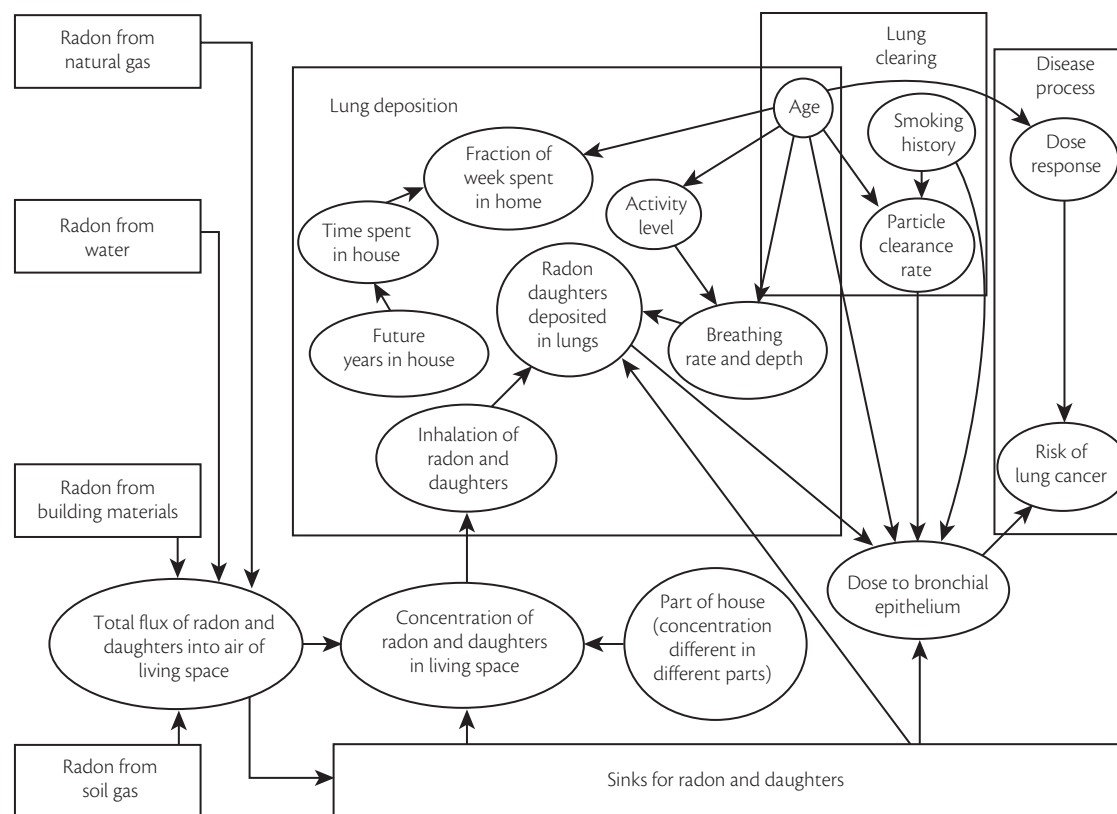 Radon from
natural gas
Lung
clearing
Disease
process
Lung deposition
Age
Smoking
history
Dose
response
Fraction of
week spent
in home
Activity
level
Radon from
water
Time spent
in house
Particle
clearance
rate
Radon
daughters
deposited
in lungs
Future
years in house
Breathing
rate and depth
Inhalation of
radon and
daughters
Risk of
lung cancer
Radon from
building materials
Dose to bronchial
epithelium
Total flux of radon and
daughters into air of
living space
Concentration of
radon and daughters
in living space
Part of house
(concentration
different in
different parts)
Radon from
soil gas
Sinks for radon and daughters